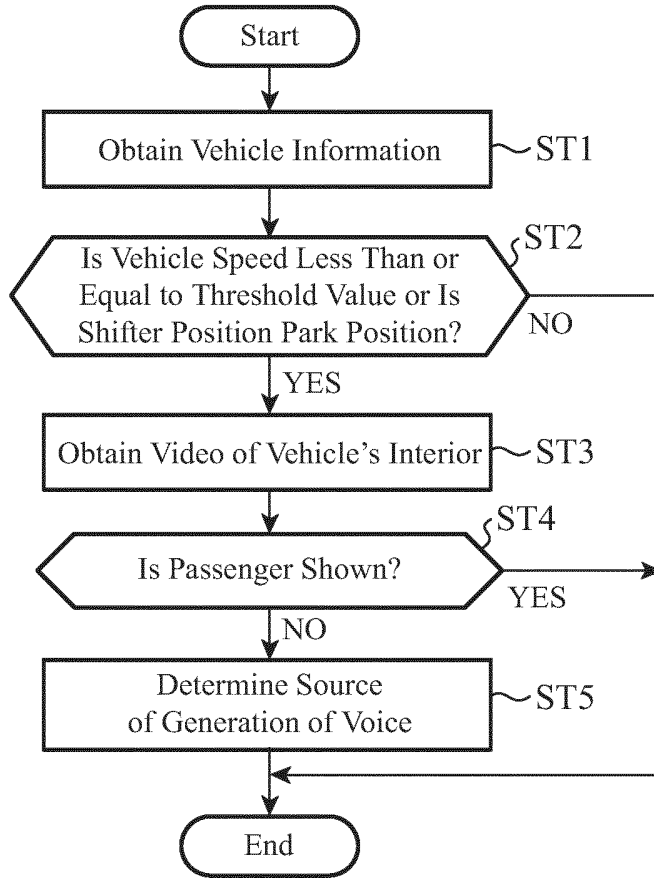 Start
Obtain Vehicle Information
ST1
Is Vehicle Speed Less Than or
Equal to Threshold Value or Is
Shifter Position Park Position?
ST2
NO
YES
Obtain Video of Vehicle's Interior
ST3
Is Passenger Shown?
ST4
YES
NO
Determine Source
of Generation of Voice
ST5
End